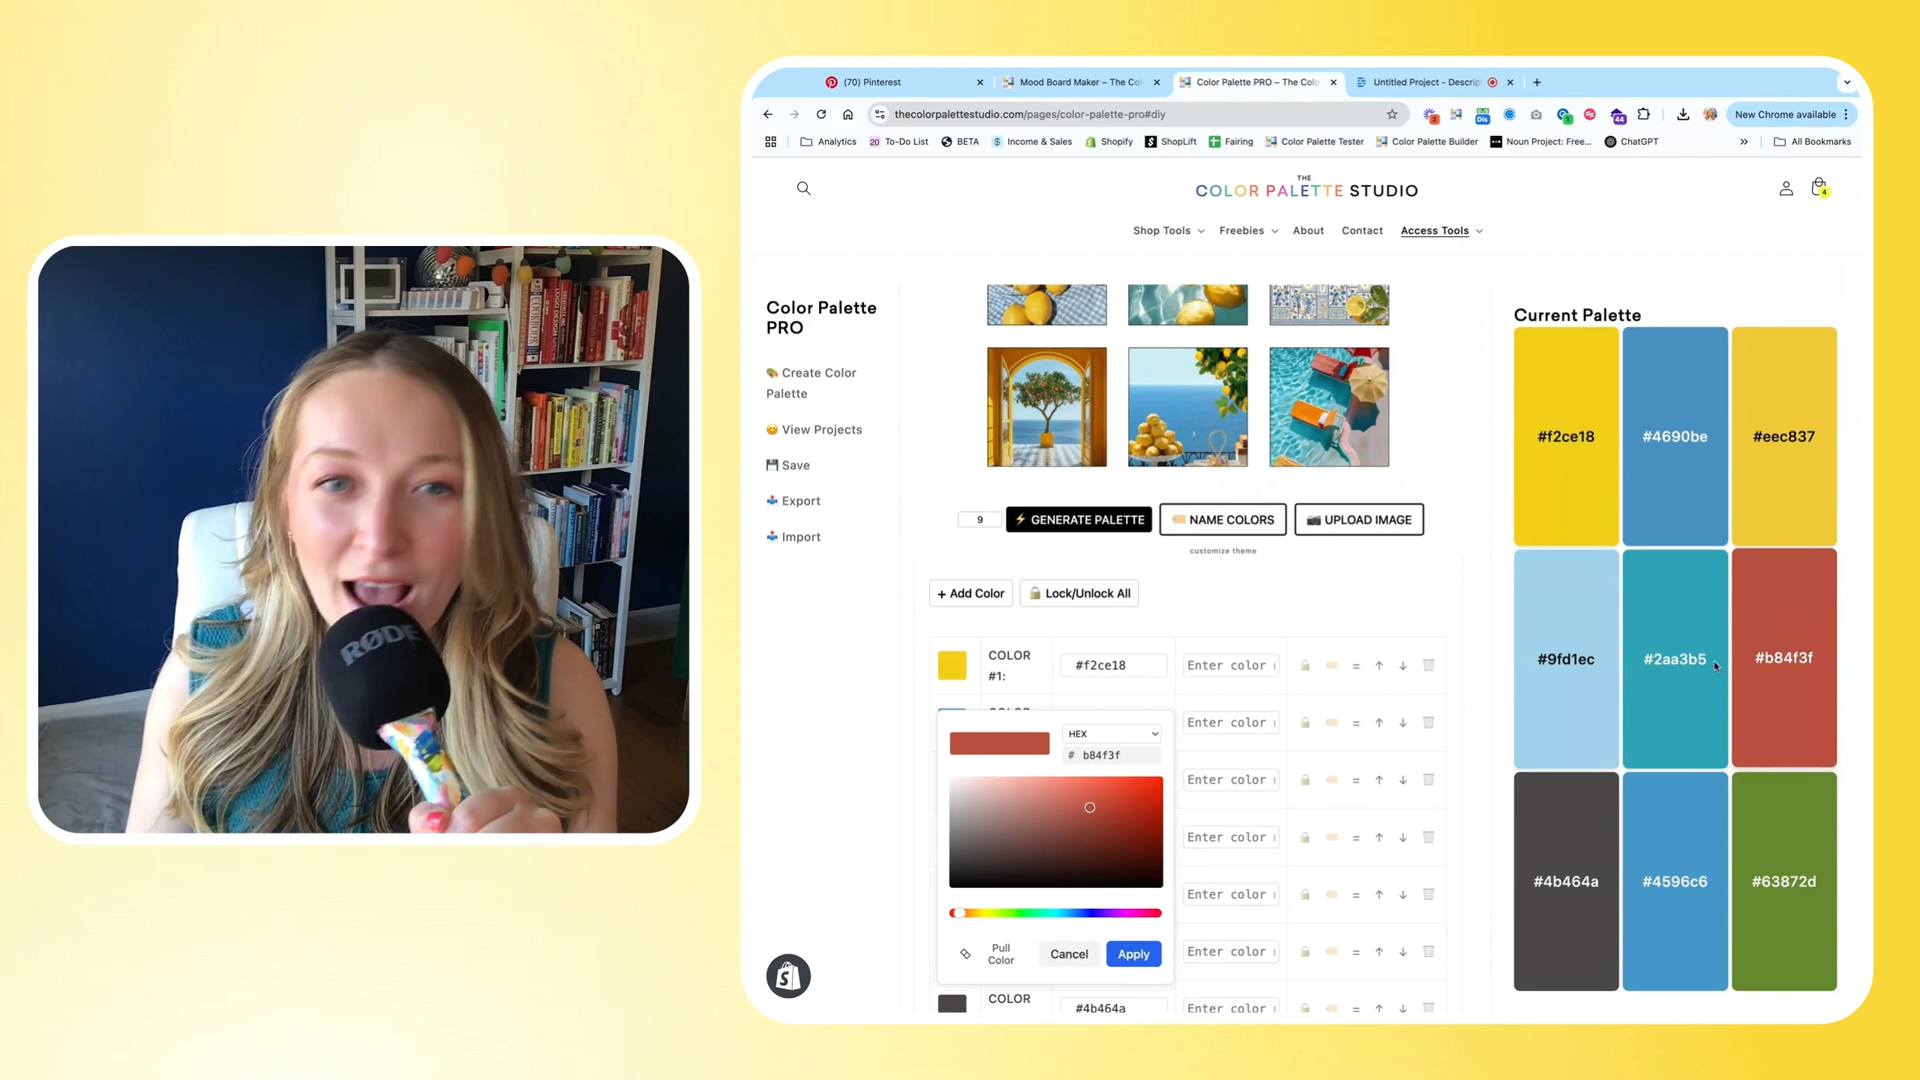 (70) Pinterest
Mood Board Maker – The Col
Color Palette PRO – The Colo
Untitled Project - Descrip
thecolorpalettestudio.com/pages/color-palette-pro#diy
2
Dis
1
44
New Chrome available
Analytics
20 To-Do List
BETA
$ Income & Sales
Shopify
$ ShopLift
Fairing
Color Palette Tester
Color Palette Builder
Noun Project: Free...
ChatGPT
»
All Bookmarks
THE
COLOR PALETTE STUDIO
4
Shop Tools
Freebies
About
Contact
Access Tools
Color Palette
PRO
Create Color
Palette
View Projects
Save
Export
Import
9
GENERATE PALETTE
NAME COLORS
UPLOAD IMAGE
customize theme
+ Add Color
Lock/Unlock All
COLOR
#1:
#f2ce18
Enter color
=
Enter color
=
HEX
# b84f3f
Enter color
=
Enter color
=
Enter color
=
Pull
Color
Cancel
Apply
Enter color
=
COLOR
#4b464a
Enter color
=
Current Palette
#f2ce18
#4690be
#eec837
#9fd1ec
#2aa3b5
#b84f3f
#4b464a
#4596c6
#63872d
RØDE